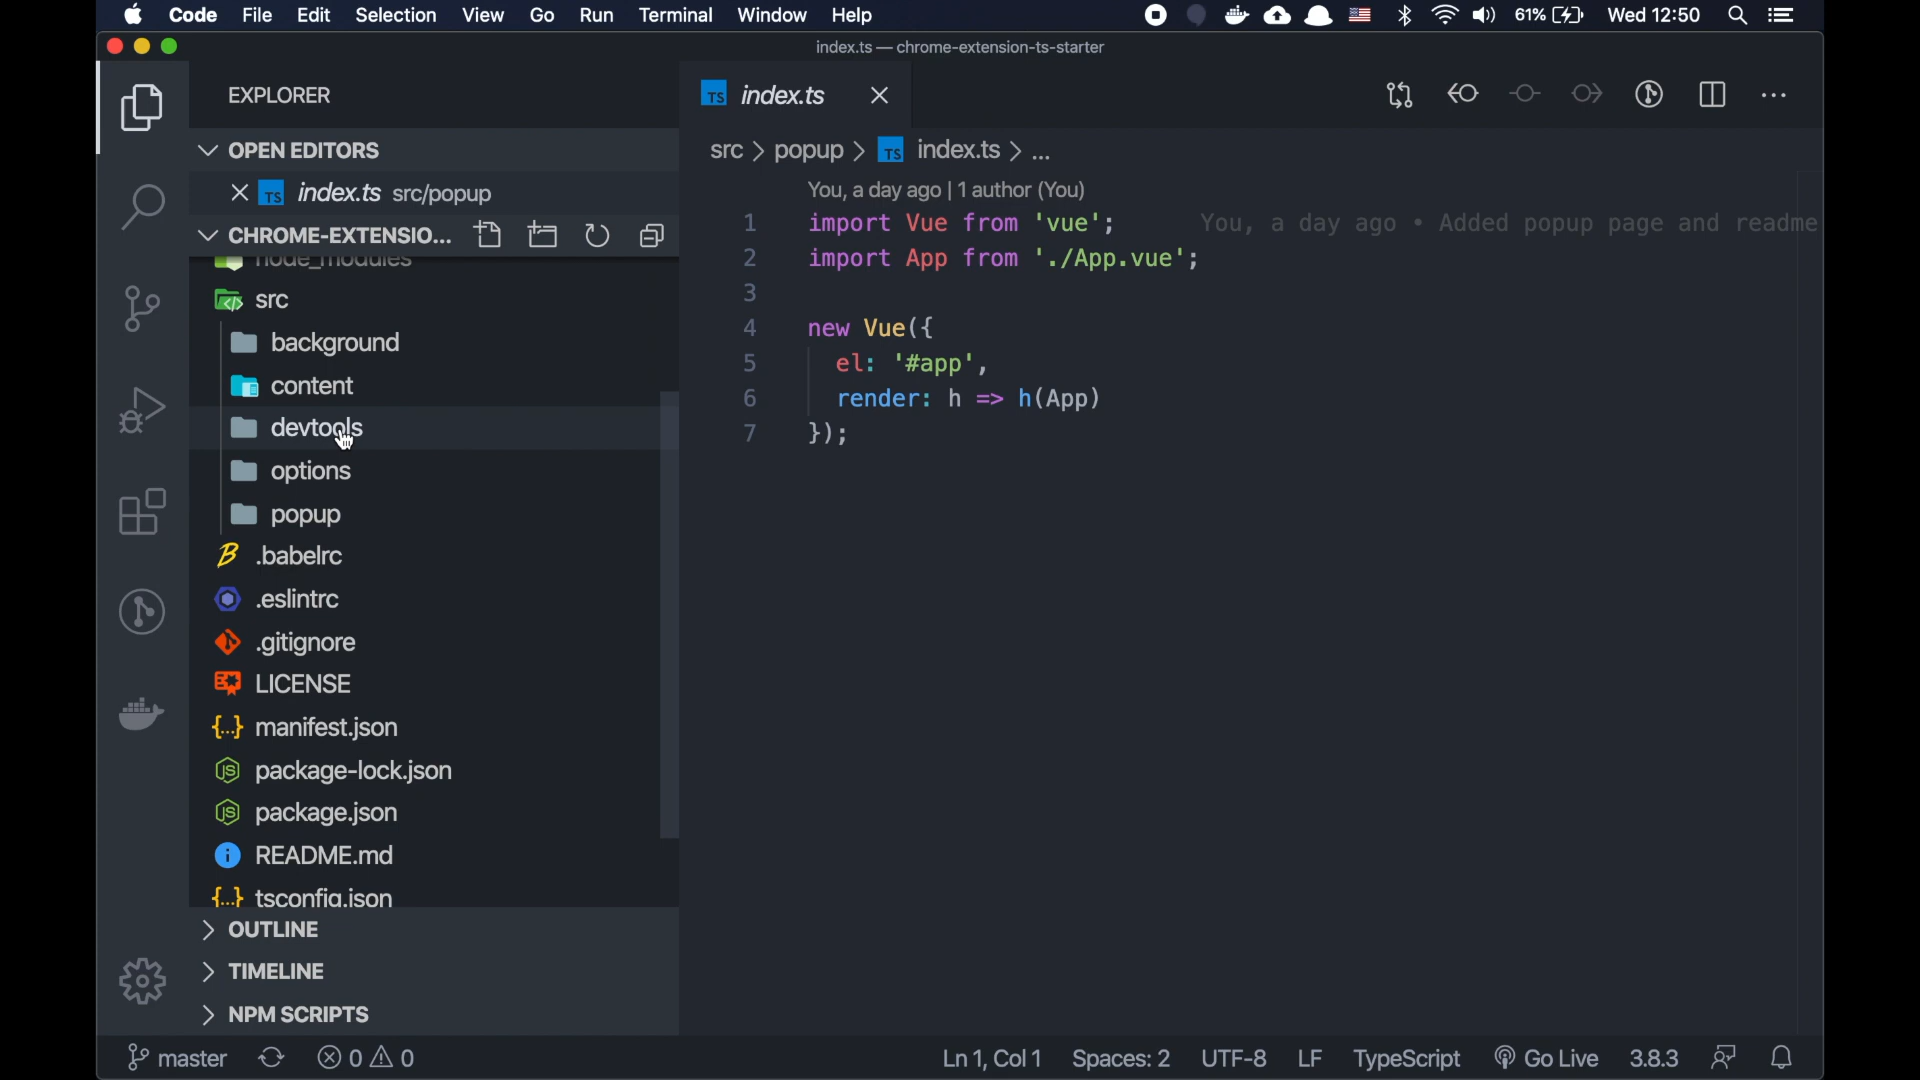 Code File Edit Selection View Go Run Terminal Window Help 61% Wed 12:50
index.ts — chrome-extension-ts-starter
EXPLORER
OPEN EDITORS
TS index.ts src/popup
CHROME-EXTENSIO...
node_modules
src
background
content
devtools
options
popup
.babelrc
.eslintrc
.gitignore
LICENSE
{...} manifest.json
JS package-lock.json
JS package.json
README.md
{...} tsconfig.json
OUTLINE
TIMELINE
NPM SCRIPTS
TS index.ts
src > popup > TS index.ts > ...
You, a day ago | 1 author (You)
1 import Vue from 'vue'; You, a day ago • Added popup page and readme
2 import App from './App.vue';
3
4 new Vue({
5 el: '#app',
6 render: h => h(App)
7 });
master 0 0 Ln 1, Col 1 Spaces: 2 UTF-8 LF TypeScript Go Live 3.8.3